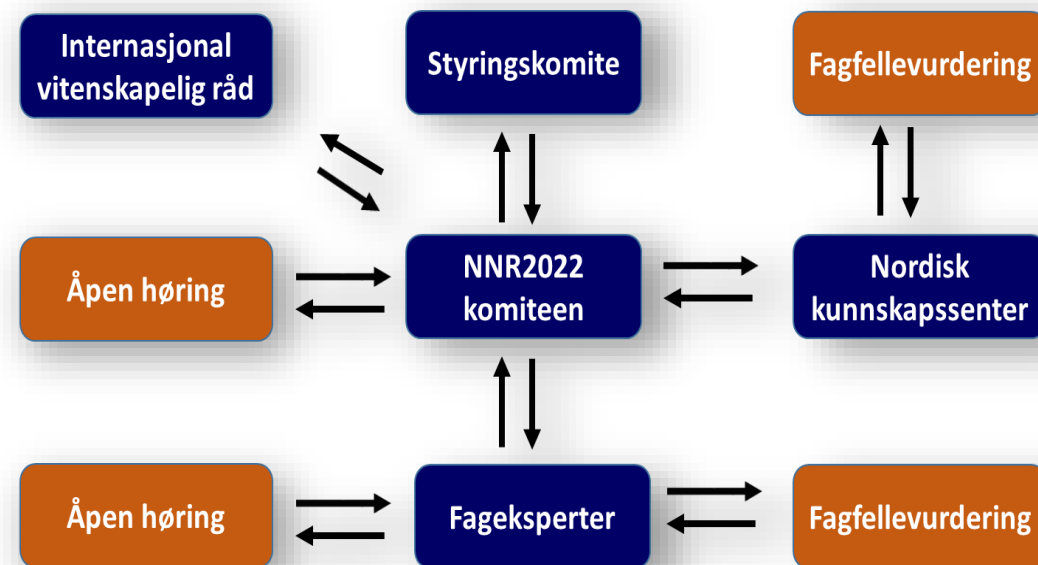 Internasjonal
vitenskapelig råd
Styringskomite
Fagfellevurdering
Åpen høring
NNR2022
komiteen
Nordisk
kunnskapssenter
Åpen høring
Fageksperter
Fagfellevurdering